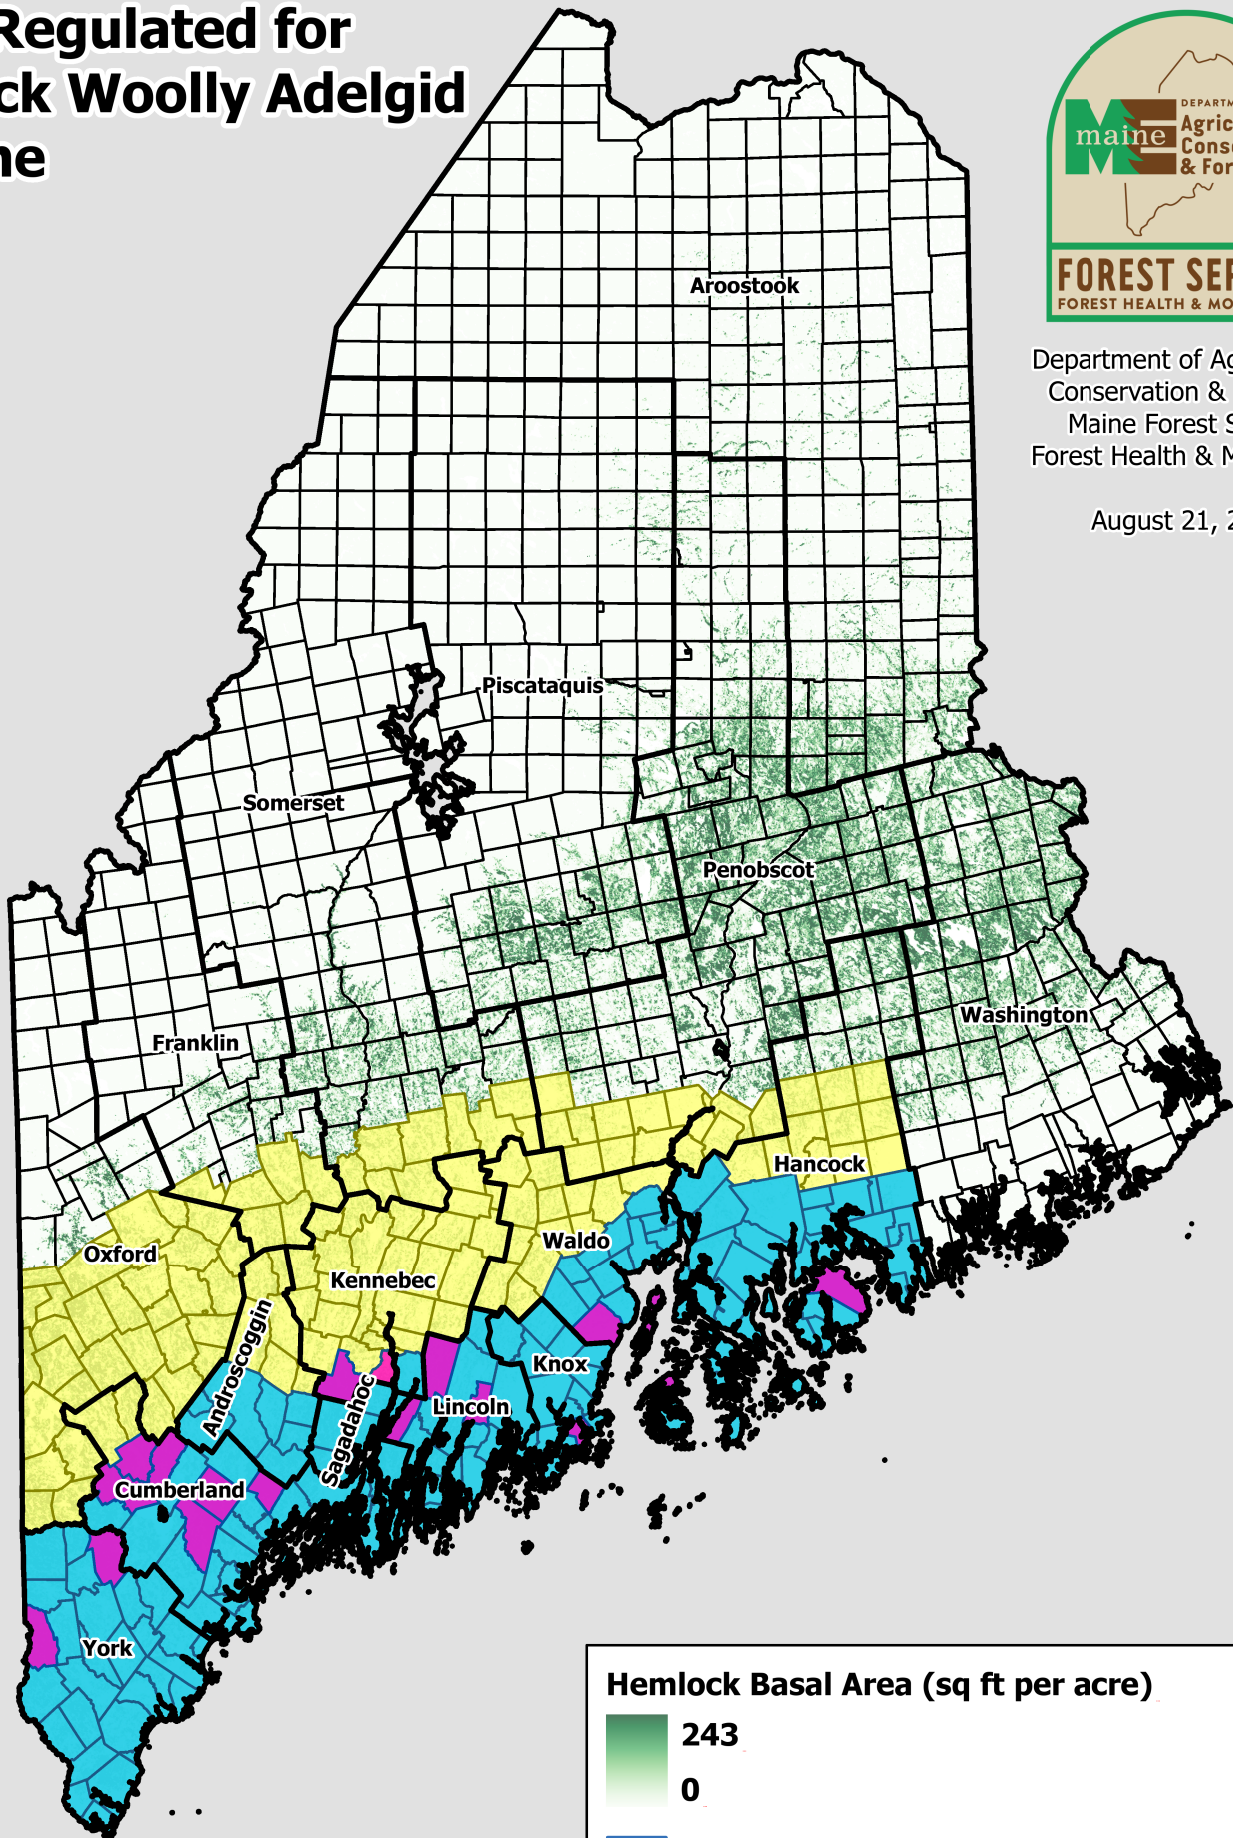 Regulated for
ck Woolly Adelgid
ne
maine
DEPARTM
Agric
Conse
& For
FOREST SER
FOREST HEALTH & MO
Department of Ag
Conservation &
Maine Forest S
Forest Health & M
August 21, 2
Aroostook
Piscataquis
Somerset
Penobscot
Franklin
Washington
Hancock
Oxford
Waldo
Kennebec
Androscoggin
Knox
Sagadahoc
Lincoln
Cumberland
York
Hemlock Basal Area (sq ft per acre)
243
0